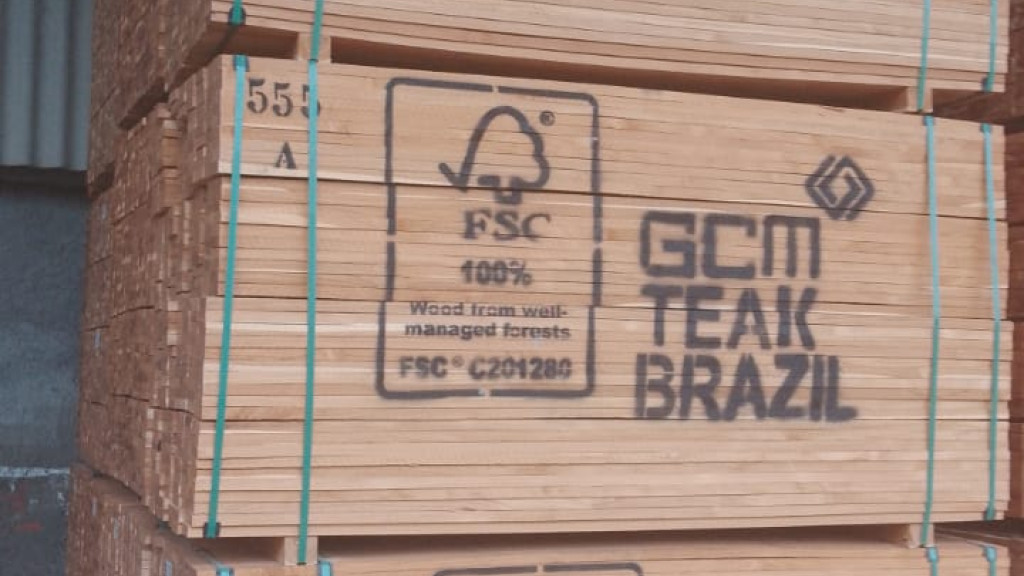 555
A
®
FSC
100%
Wood from well-
managed forests
FSC® C201280
GCM
TEAK
BRAZIL